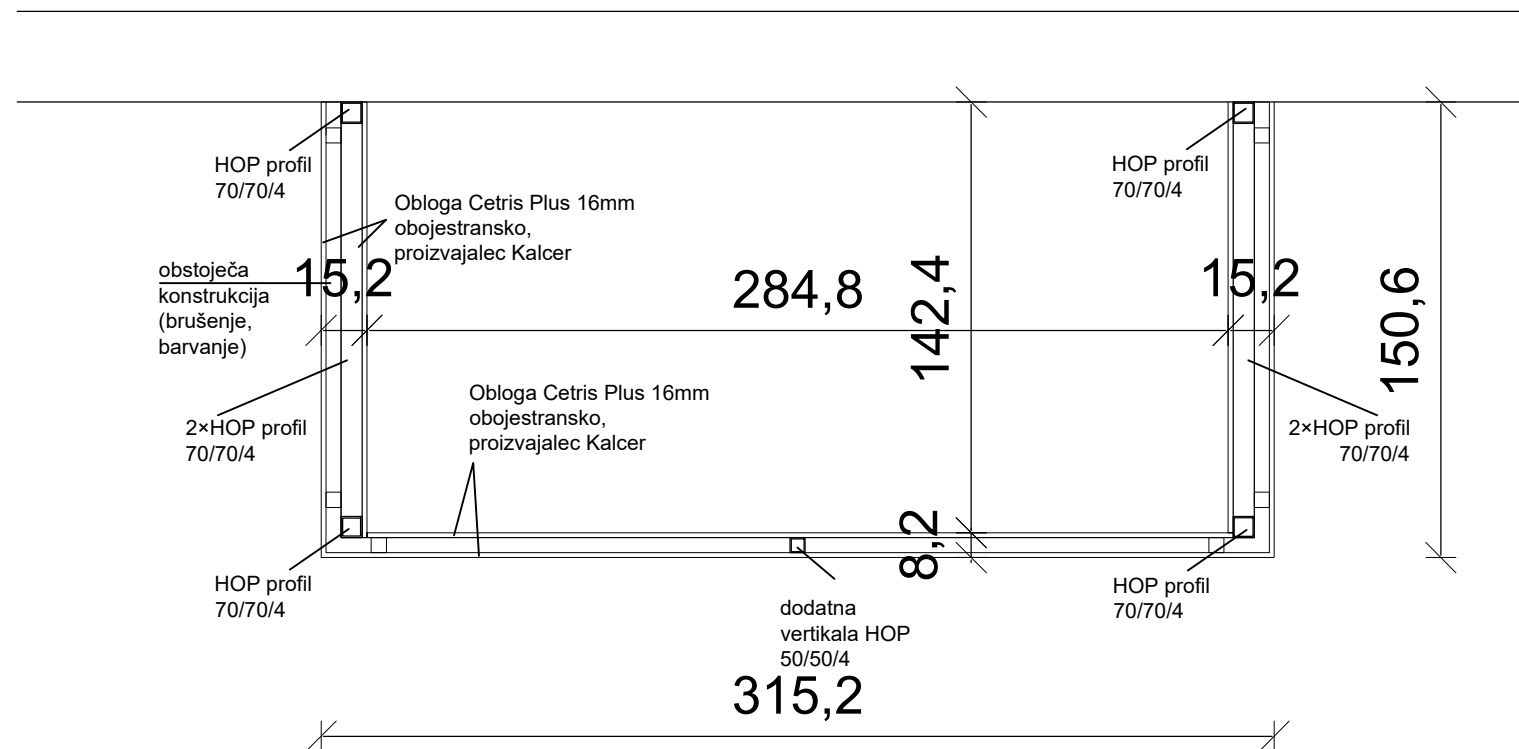 HOP profil
70/70/4
HOP profil
70/70/4
Obloga Cetris Plus 16mm
obojestransko,
proizvajalec Kalcer
obstoječa
konstrukcija
(brušenje,
barvanje)
15,2
284,8
142,4
15,2
150,6
Obloga Cetris Plus 16mm
obojestransko,
proizvajalec Kalcer
2×HOP profil
70/70/4
2×HOP profil
70/70/4
8,2
HOP profil
70/70/4
dodatna
vertikala HOP
50/50/4
HOP profil
70/70/4
315,2